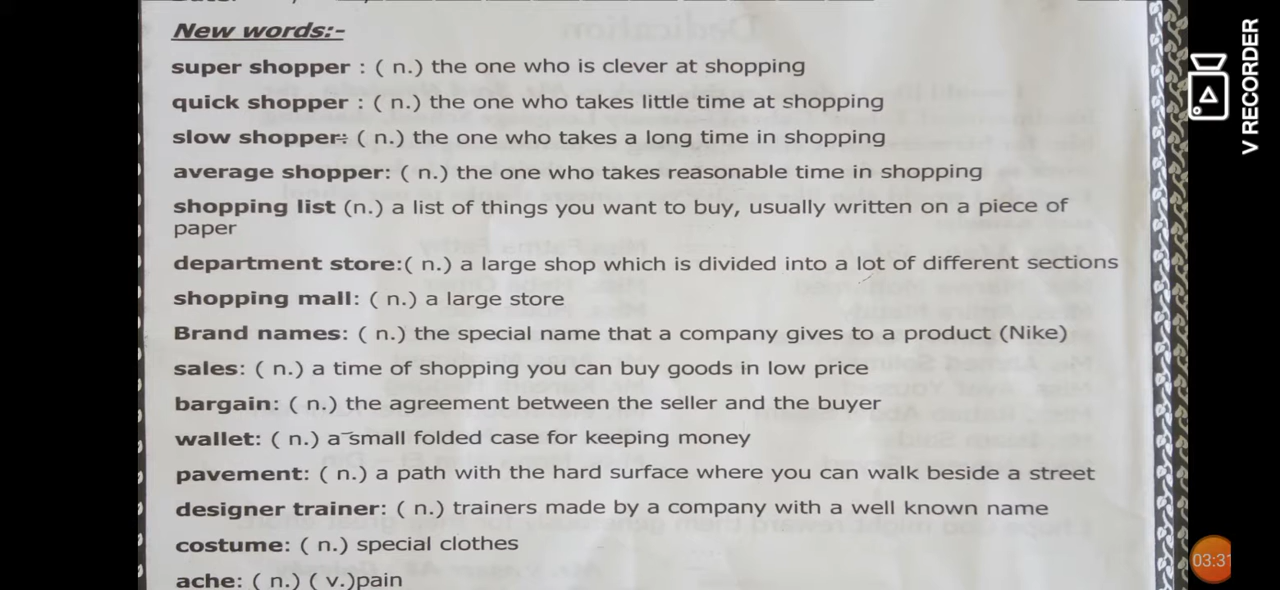 New words:-
super shopper : ( n.) the one who is clever at shopping
quick shopper : ( n.) the one who takes little time at shopping
slow shopper: ( n.) the one who takes a long time in shopping
average shopper: ( n.) the one who takes reasonable time in shopping
shopping list (n.) a list of things you want to buy, usually written on a piece of
paper
department store:( n.) a large shop which is divided into a lot of different sections
shopping mall: ( n.) a large store
Brand names: ( n.) the special name that a company gives to a product (Nike)
sales: ( n.) a time of shopping you can buy goods in low price
bargain: ( n.) the agreement between the seller and the buyer
wallet: ( n.) a small folded case for keeping money
pavement: ( n.) a path with the hard surface where you can walk beside a street
designer trainer: ( n.) trainers made by a company with a well known name
costume: ( n.) special clothes
ache: ( n.) ( v.)pain
V RECORDER
03:31